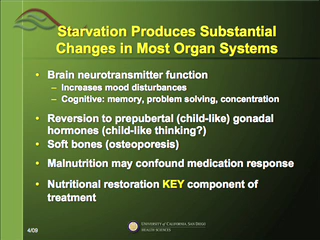 Starvation Produces Substantial
Changes in Most Organ Systems
• Brain neurotransmitter function
– Increases mood disturbances
– Cognitive: memory, problem solving, concentration
• Reversion to prepubertal (child-like) gonadal
hormones (child-like thinking?)
• Soft bones (osteoporesis)
• Malnutrition may confound medication response
• Nutritional restoration KEY component of
treatment
4/09
UNIVERSITY OF CALIFORNIA, SAN DIEGO
HEALTH SCIENCES